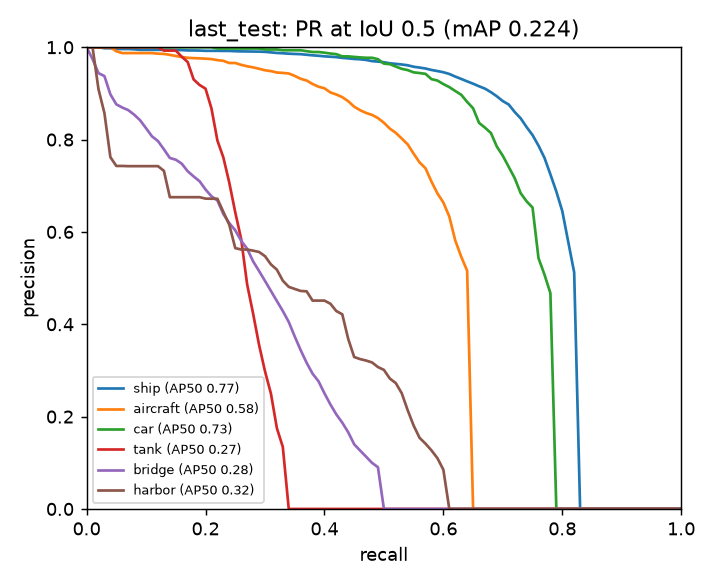 last_test: PR at IoU 0.5 (mAP 0.224)
1.0
0.8
0.6
0.4
0.2
0.0
precision
ship (AP50 0.77)
aircraft (AP50 0.58)
car (AP50 0.73)
tank (AP50 0.27)
bridge (AP50 0.28)
harbor (AP50 0.32)
0.0 0.2 0.4 0.6 0.8 1.0
recall